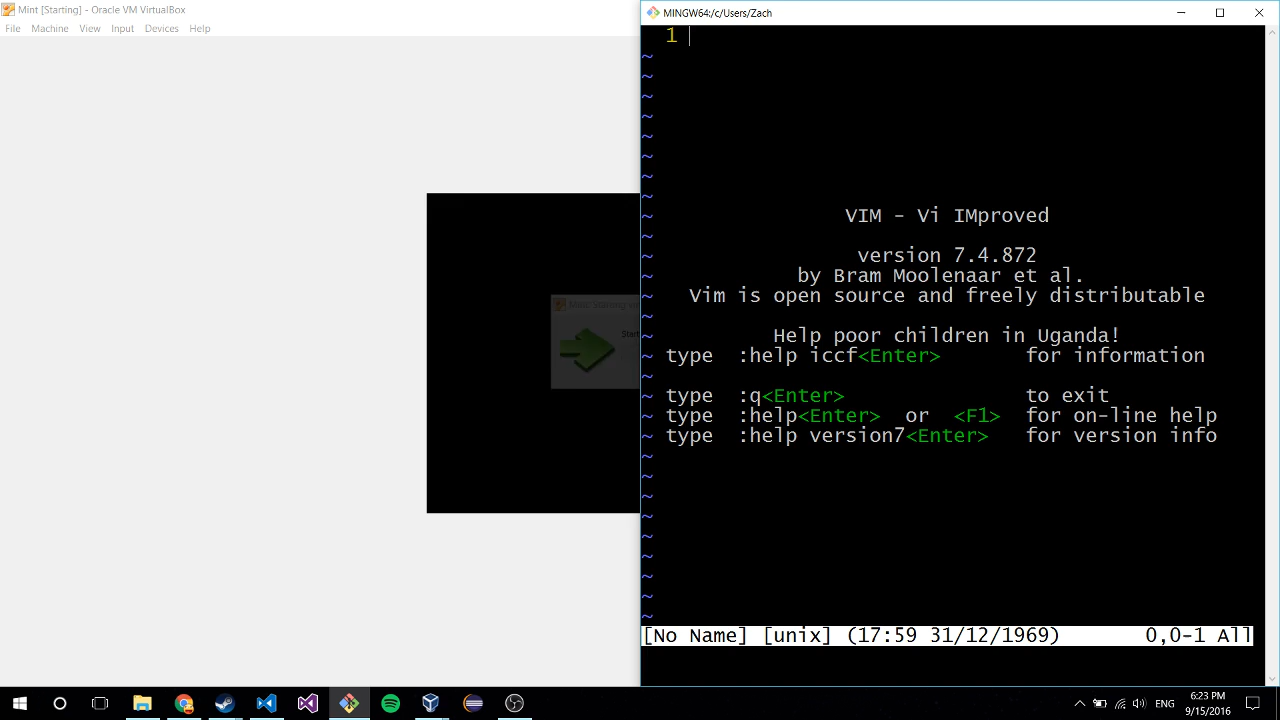 Mint [Starting] - Oracle VM VirtualBox
File Machine View Input Devices Help
MINGW64:/c/Users/Zach
1
~
~
~
~
~
~
~
~
~ VIM - Vi IMproved
~
~ version 7.4.872
~ by Bram Moolenaar et al.
~ Vim is open source and freely distributable
~
~ Help poor children in Uganda!
~ type :help iccf<Enter> for information
~
~ type :q<Enter> to exit
~ type :help<Enter> or <F1> for on-line help
~ type :help version7<Enter> for version info
~
~
~
~
~
~
~
~
~
[No Name] [unix] (17:59 31/12/1969) 0,0-1 All
ENG
6:23 PM
9/15/2016